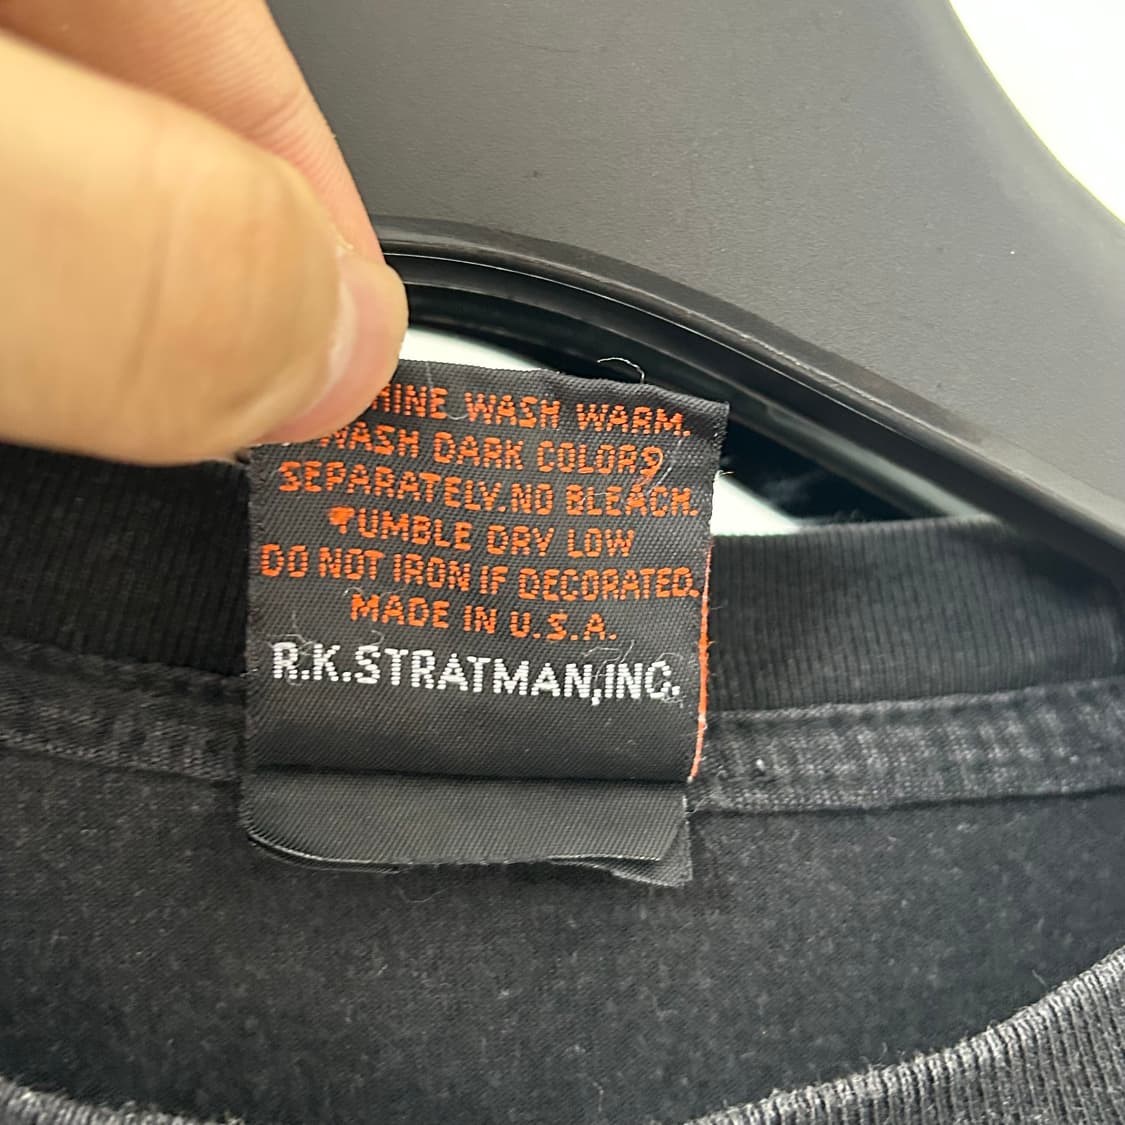 HINE WASH WARM.
WASH DARK COLORS
SEPARATELY.NO BLEACH.
TUMBLE DRY LOW
DO NOT IRON IF DECORATED.
MADE IN U.S.A.
R.K.STRATMAN,INC.